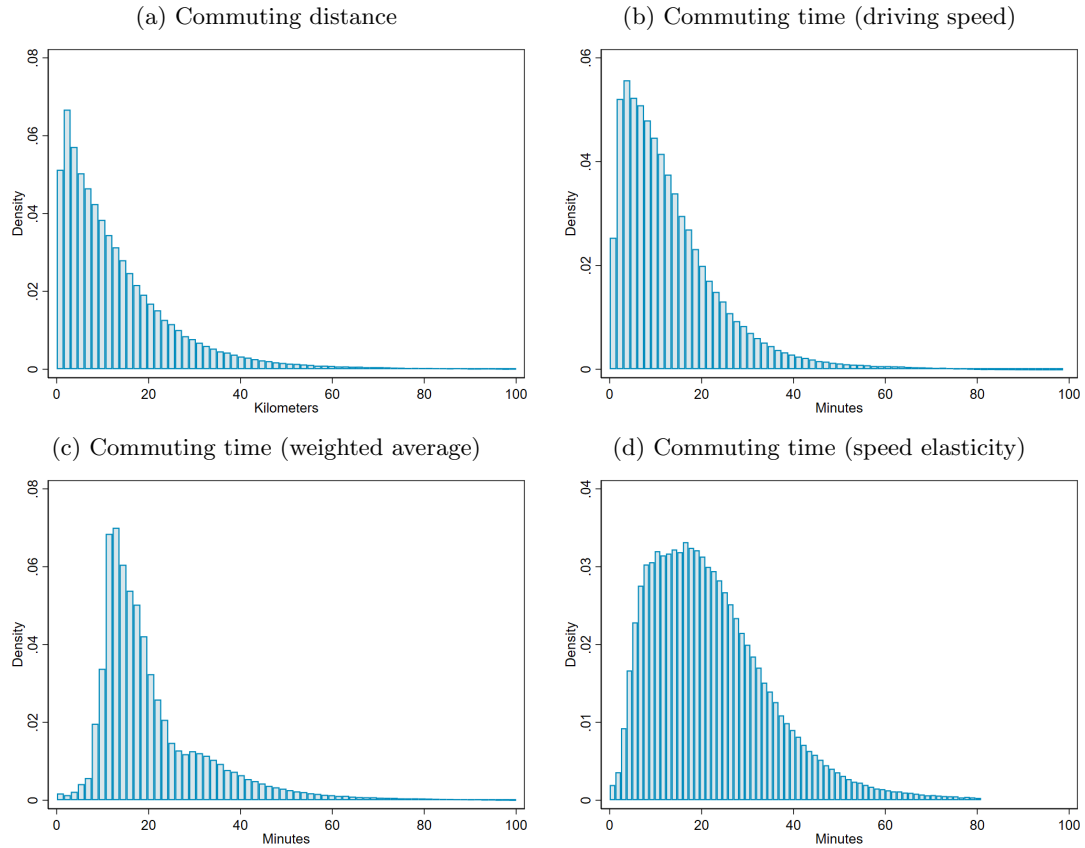 (a) Commuting distance
.08
.06
.04
.02
0
Density
0 20 40 60 80 100
Kilometers
(b) Commuting time (driving speed)
.06
.04
.02
0
Density
0 20 40 60 80 100
Minutes
(c) Commuting time (weighted average)
.08
.06
.04
.02
0
Density
0 20 40 60 80 100
Minutes
(d) Commuting time (speed elasticity)
.04
.03
.02
.01
0
Density
0 20 40 60 80 100
Minutes